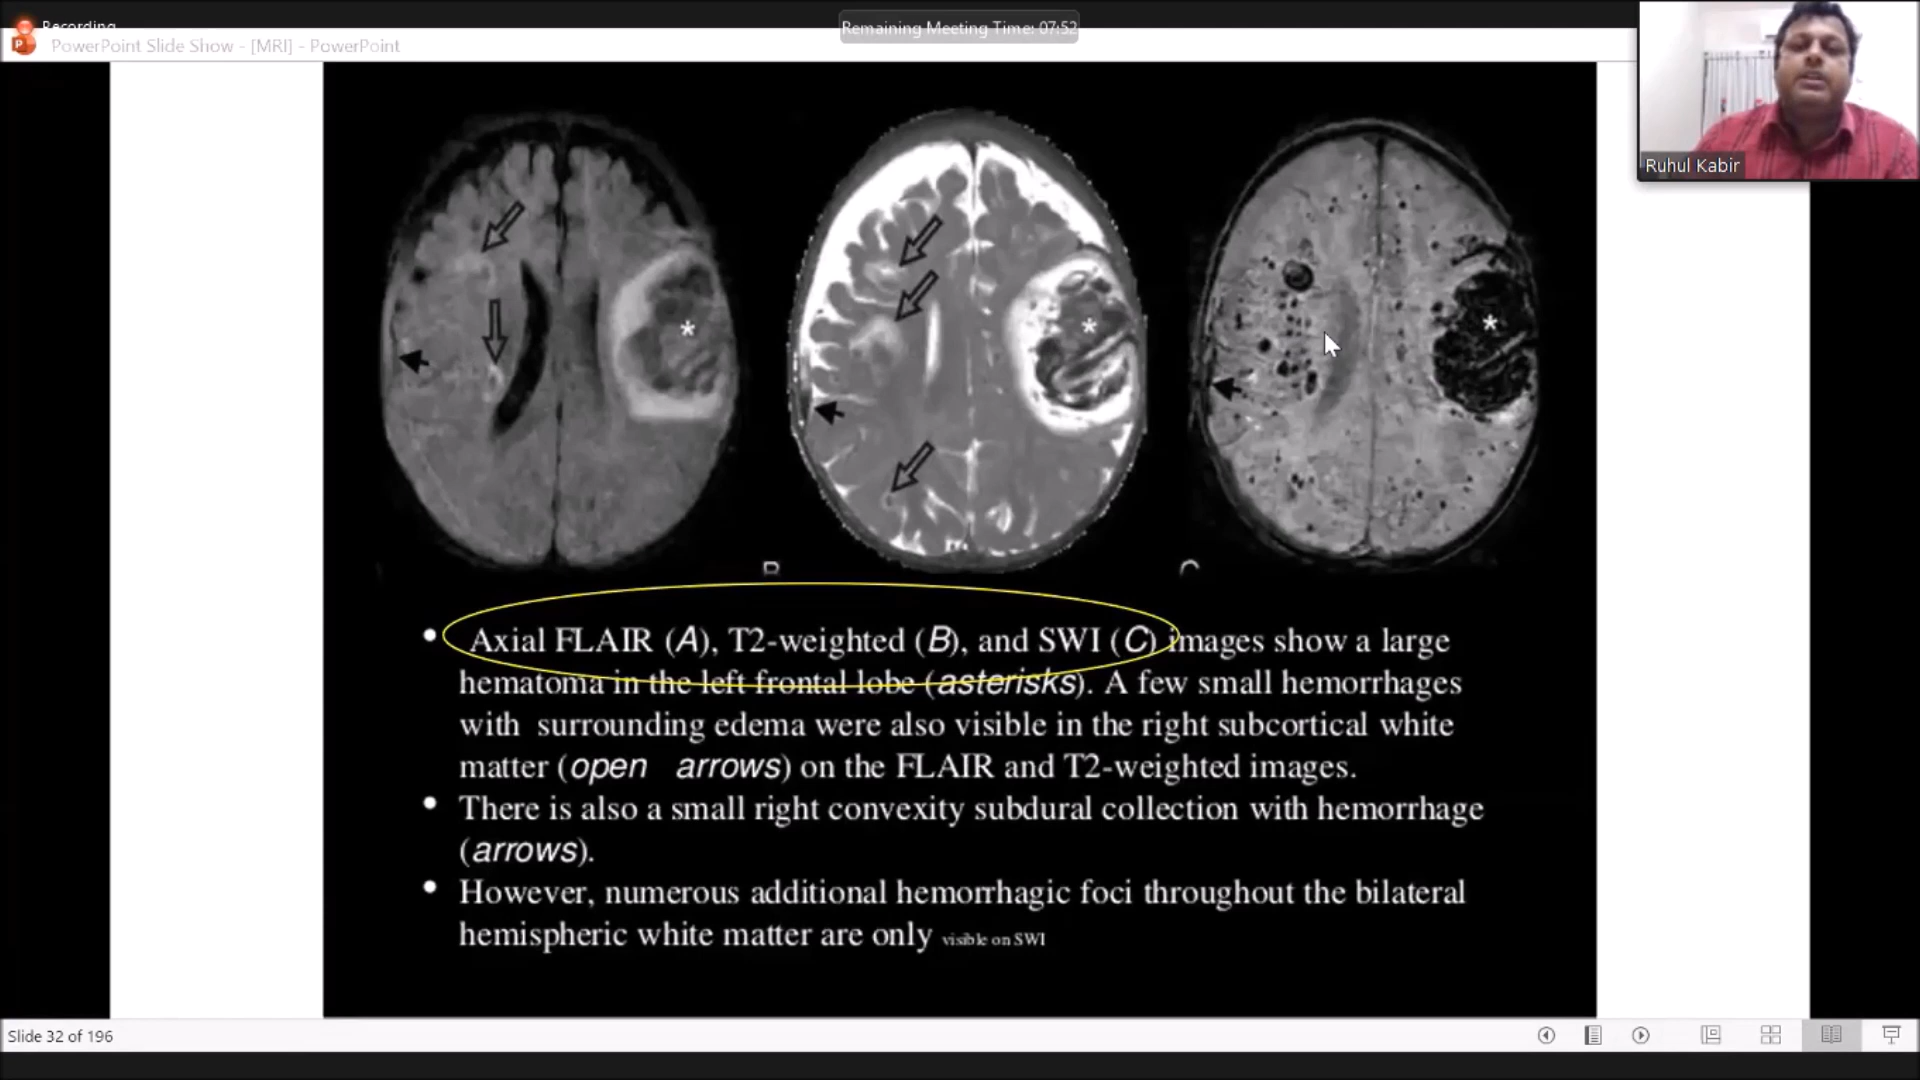 Recording
Remaining Meeting Time: 07:52
PowerPoint Slide Show - [MRI] - PowerPoint
Ruhul Kabir
*
*
*
B
C
• Axial FLAIR (A), T2-weighted (B), and SWI (C) images show a large
hematoma in the left frontal lobe (asterisks). A few small hemorrhages
with surrounding edema were also visible in the right subcortical white
matter (open arrows) on the FLAIR and T2-weighted images.
• There is also a small right convexity subdural collection with hemorrhage
(arrows).
• However, numerous additional hemorrhagic foci throughout the bilateral
hemispheric white matter are only visible on SWI
Slide 32 of 196